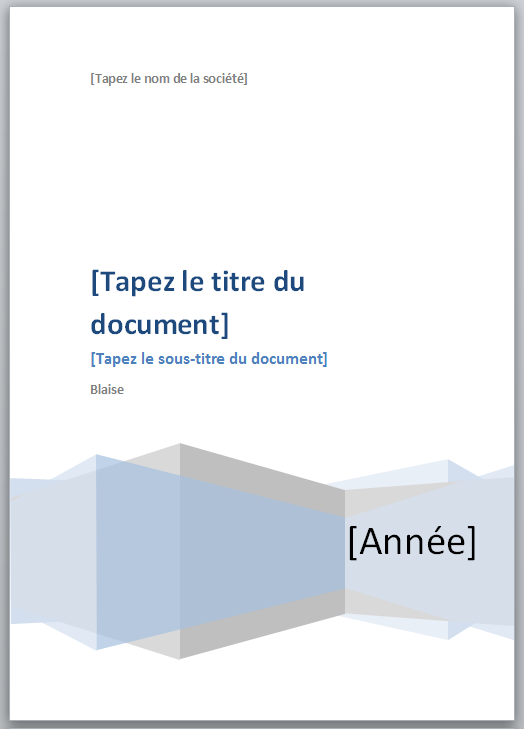 [Tapez le nom de la société]
[Tapez le titre du
document]
[Tapez le sous-titre du document]
Blaise
[Année]